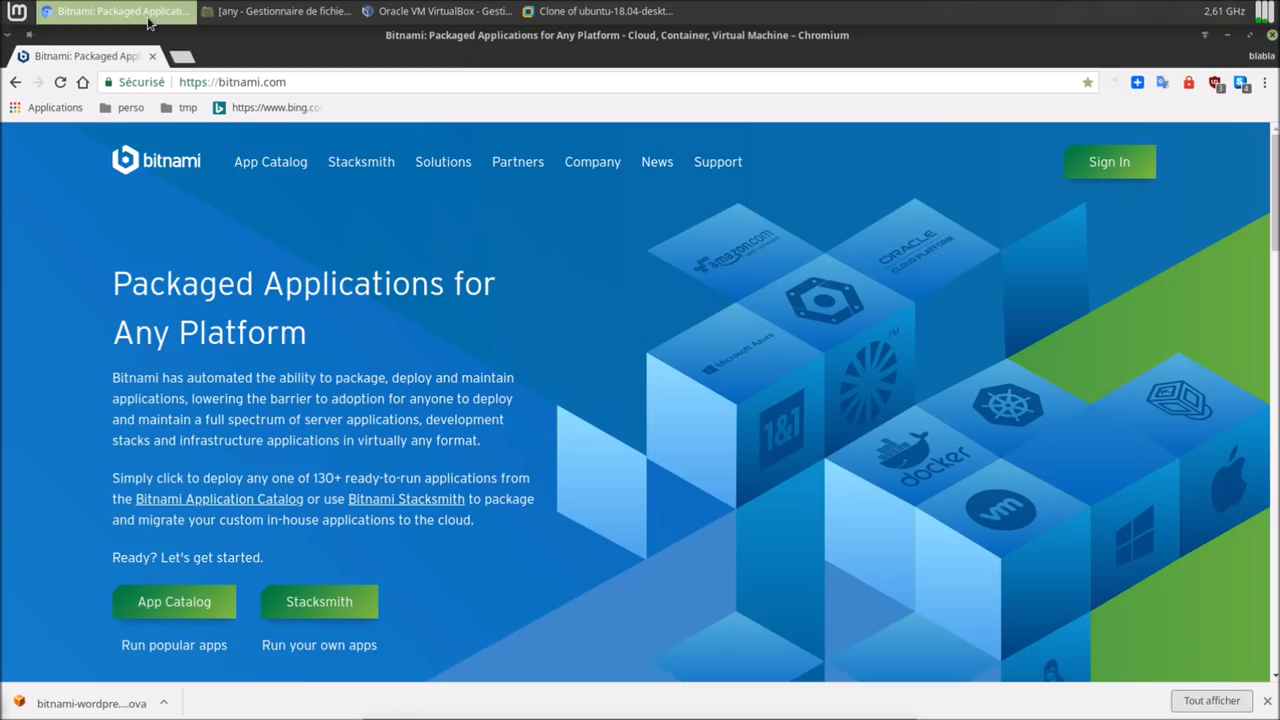 Bitnami: Packaged Applicati...
[any - Gestionnaire de fichie...
Oracle VM VirtualBox - Gesti...
Clone of ubuntu-18.04-deskt...
2,61 GHz
Bitnami: Packaged Applications for Any Platform - Cloud, Container, Virtual Machine – Chromium
Bitnami: Packaged Appl
blabla
Sécurisé
https://bitnami.com
3
4
Applications
perso
tmp
https://www.bing.co
bitnami
App Catalog
Stacksmith
Solutions
Partners
Company
News
Support
Sign In
Packaged Applications for
Any Platform
Bitnami has automated the ability to package, deploy and maintain
applications, lowering the barrier to adoption for anyone to deploy
and maintain a full spectrum of server applications, development
stacks and infrastructure applications in virtually any format.
Simply click to deploy any one of 130+ ready-to-run applications from
the Bitnami Application Catalog or use Bitnami Stacksmith to package
and migrate your custom in-house applications to the cloud.
Ready? Let's get started.
App Catalog
Stacksmith
Run popular apps
Run your own apps
amazon.com
ORACLE
CLOUD PLATFORM
Microsoft Azure
1&1
docker
vm
bitnami-wordpre....ova
Tout afficher